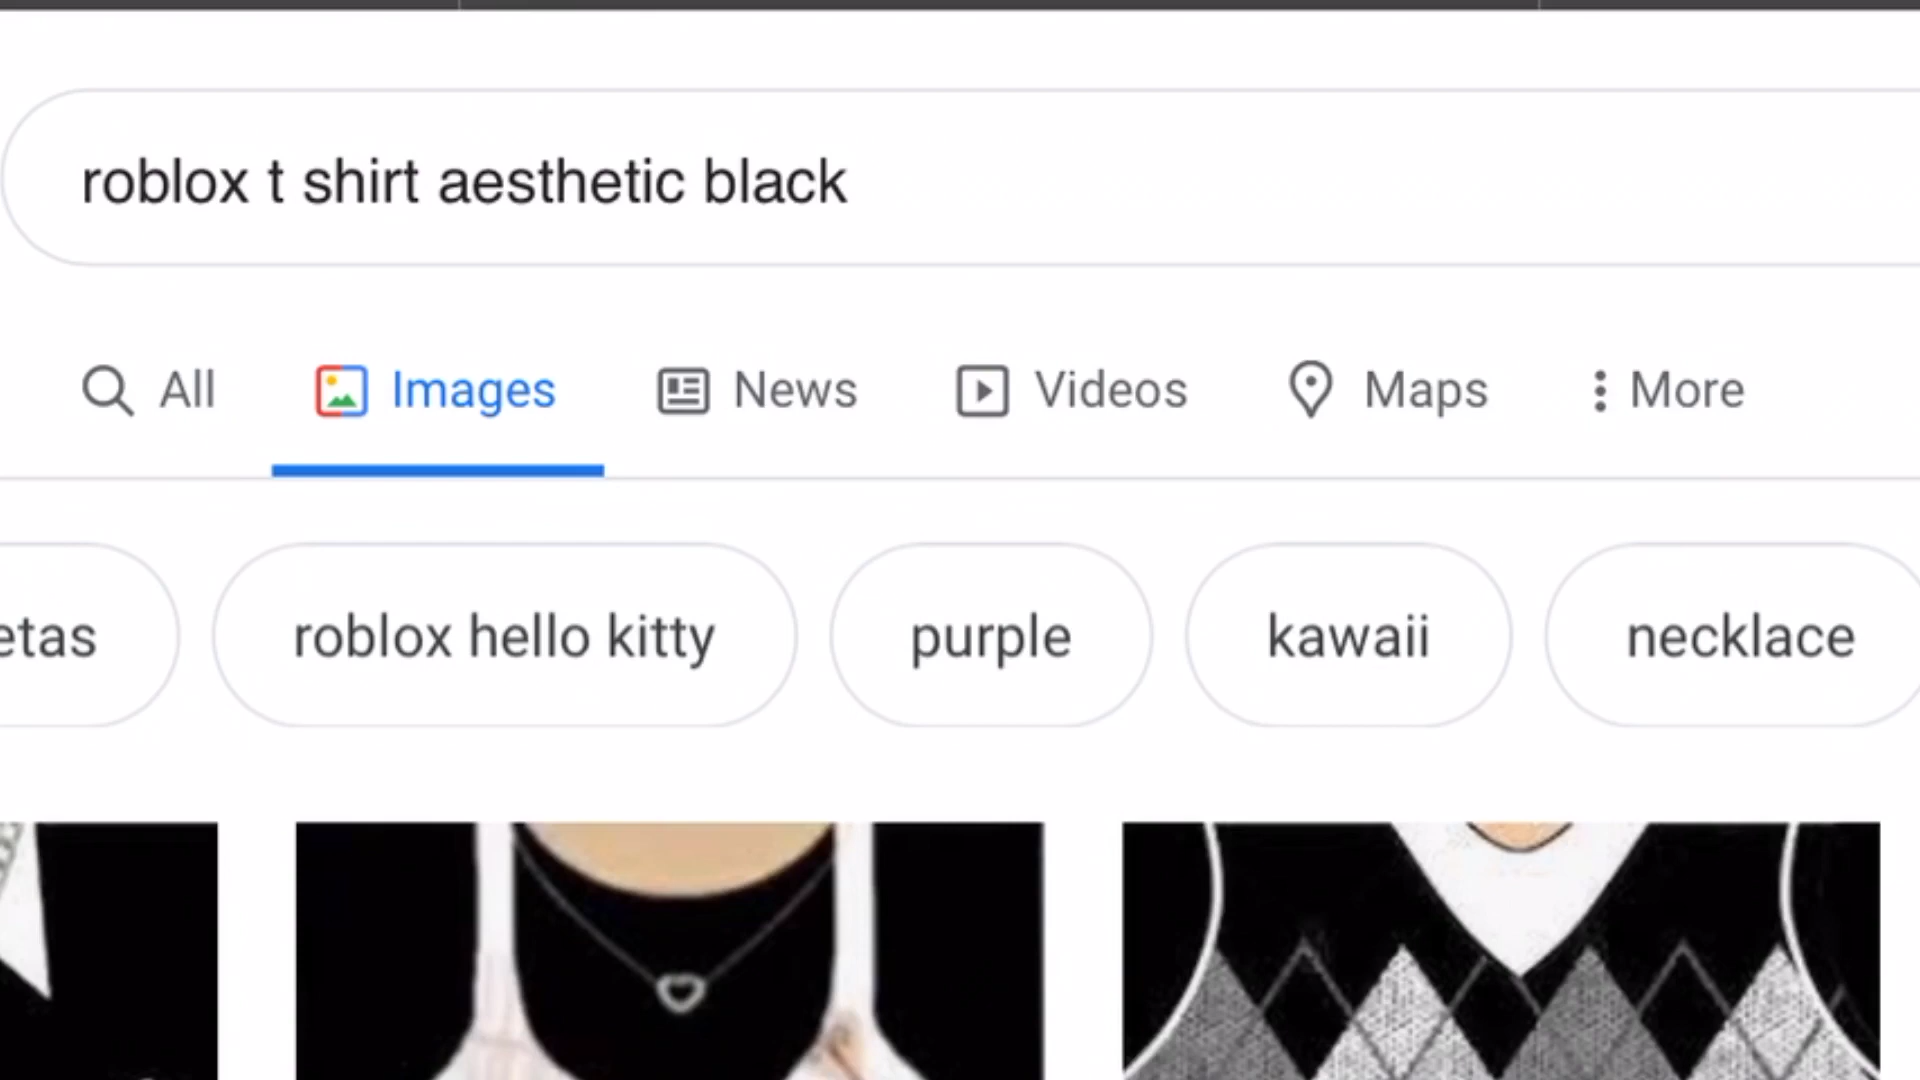 roblox t shirt aesthetic black
All Images News Videos Maps More
etas roblox hello kitty purple kawaii necklace